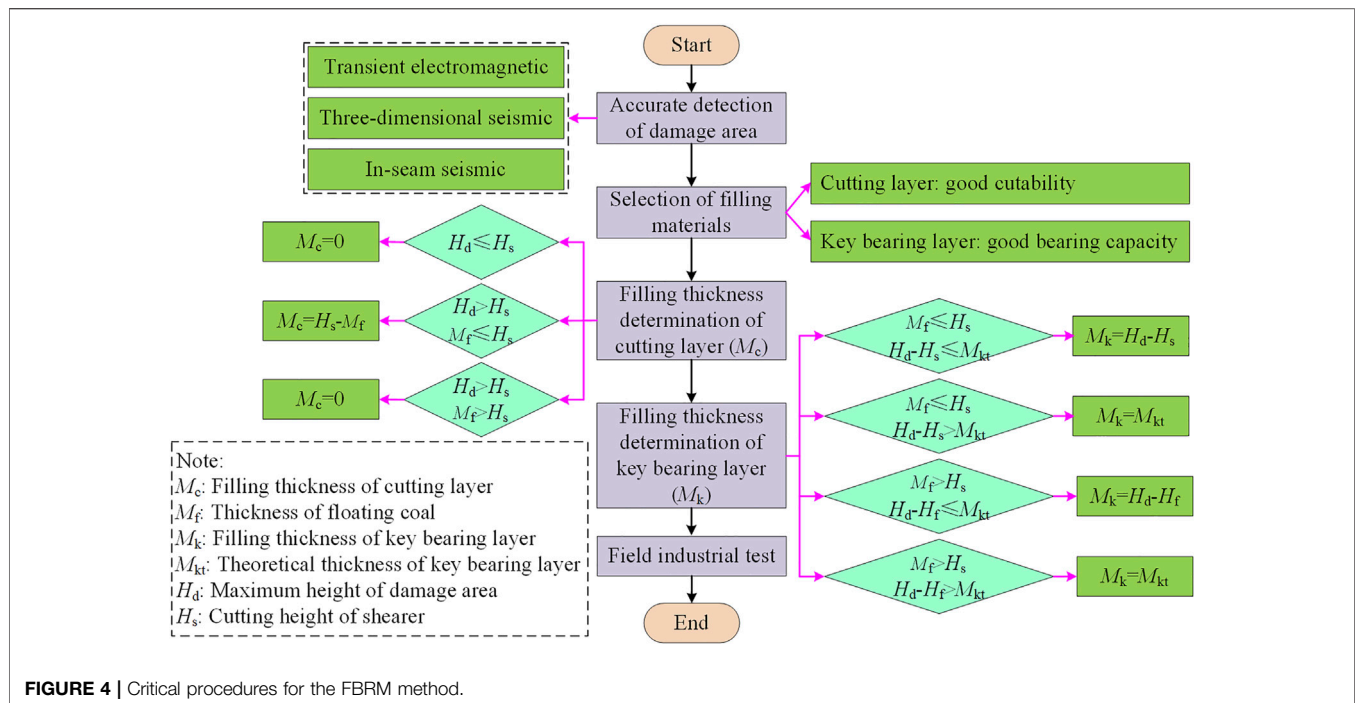 Start
Transient electromagnetic
Three-dimensional seismic
In-seam seismic
Accurate detection
of damage area
Selection of filling
materials
Cutting layer: good cutability
Key bearing layer: good bearing capacity
Filling thickness
determination of
cutting layer (Mc)
Hd≤Hs
Mc=0
Hd>Hs
Mf≤Hs
Mc=Hs-Mf
Hd>Hs
Mf>Hs
Mc=0
Filling thickness
determination of
key bearing layer
(Mk)
Mf≤Hs
Hd-Hs≤Mkt
Mk=Hd-Hs
Mf≤Hs
Hd-Hs>Mkt
Mk=Mkt
Mf>Hs
Hd-Hf≤Mkt
Mk=Hd-Hf
Mf>Hs
Hd-Hf>Mkt
Mk=Mkt
Field industrial test
End
Note:
Mc: Filling thickness of cutting layer
Mf: Thickness of floating coal
Mk: Filling thickness of key bearing layer
Mkt: Theoretical thickness of key bearing layer
Hd: Maximum height of damage area
Hs: Cutting height of shearer
FIGURE 4 | Critical procedures for the FBRM method.